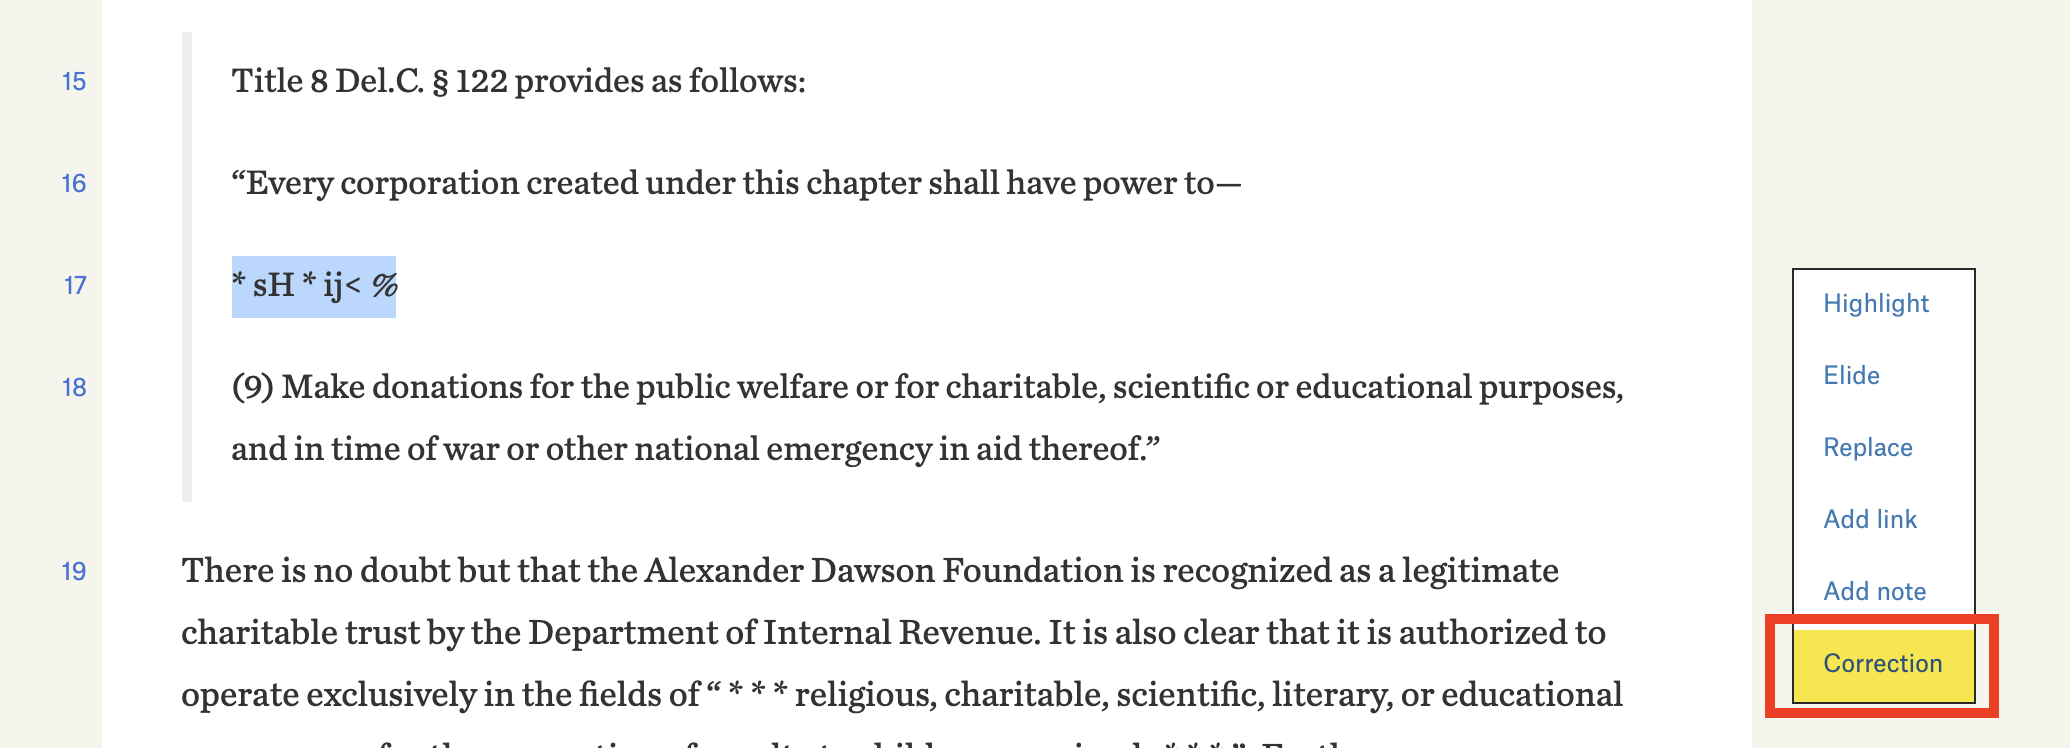 15 Title 8 Del.C. § 122 provides as follows:
16 “Every corporation created under this chapter shall have power to—
17 * sH * ij< %
18 (9) Make donations for the public welfare or for charitable, scientific or educational purposes,
and in time of war or other national emergency in aid thereof.”
19 There is no doubt but that the Alexander Dawson Foundation is recognized as a legitimate
charitable trust by the Department of Internal Revenue. It is also clear that it is authorized to
operate exclusively in the fields of “ * * * religious, charitable, scientific, literary, or educational
Highlight
Elide
Replace
Add link
Add note
Correction